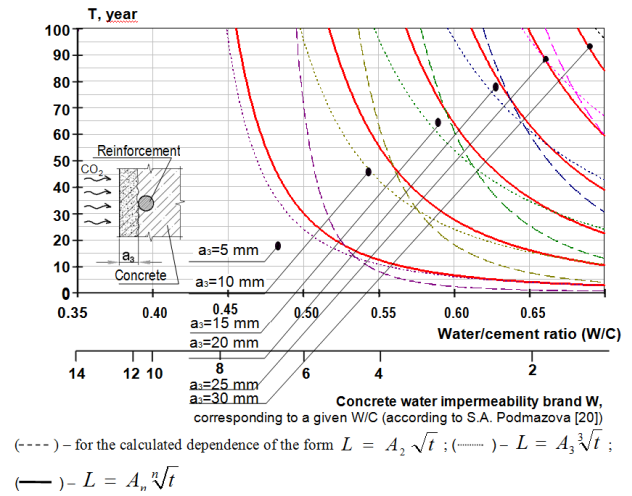 T, year
100
90
80
70
60
50
40
30
20
10
0
Reinforcement
CO₂
a₃
Concrete
a₃=5 mm
a₃=10 mm
a₃=15 mm
a₃=20 mm
a₃=25 mm
a₃=30 mm
0.35 0.40 0.45 0.50 0.55 0.60 0.65
Water/cement ratio (W/C)
14 12 10 8 6 4 2
Concrete water impermeability brand W,
corresponding to a given W/C (according to S.A. Podmazova [20])
(----) – for the calculated dependence of the form L = A₂ √t ; (·········) – L = A₃ ∛t ;
(——) – L = Aₙ ⁿ√t